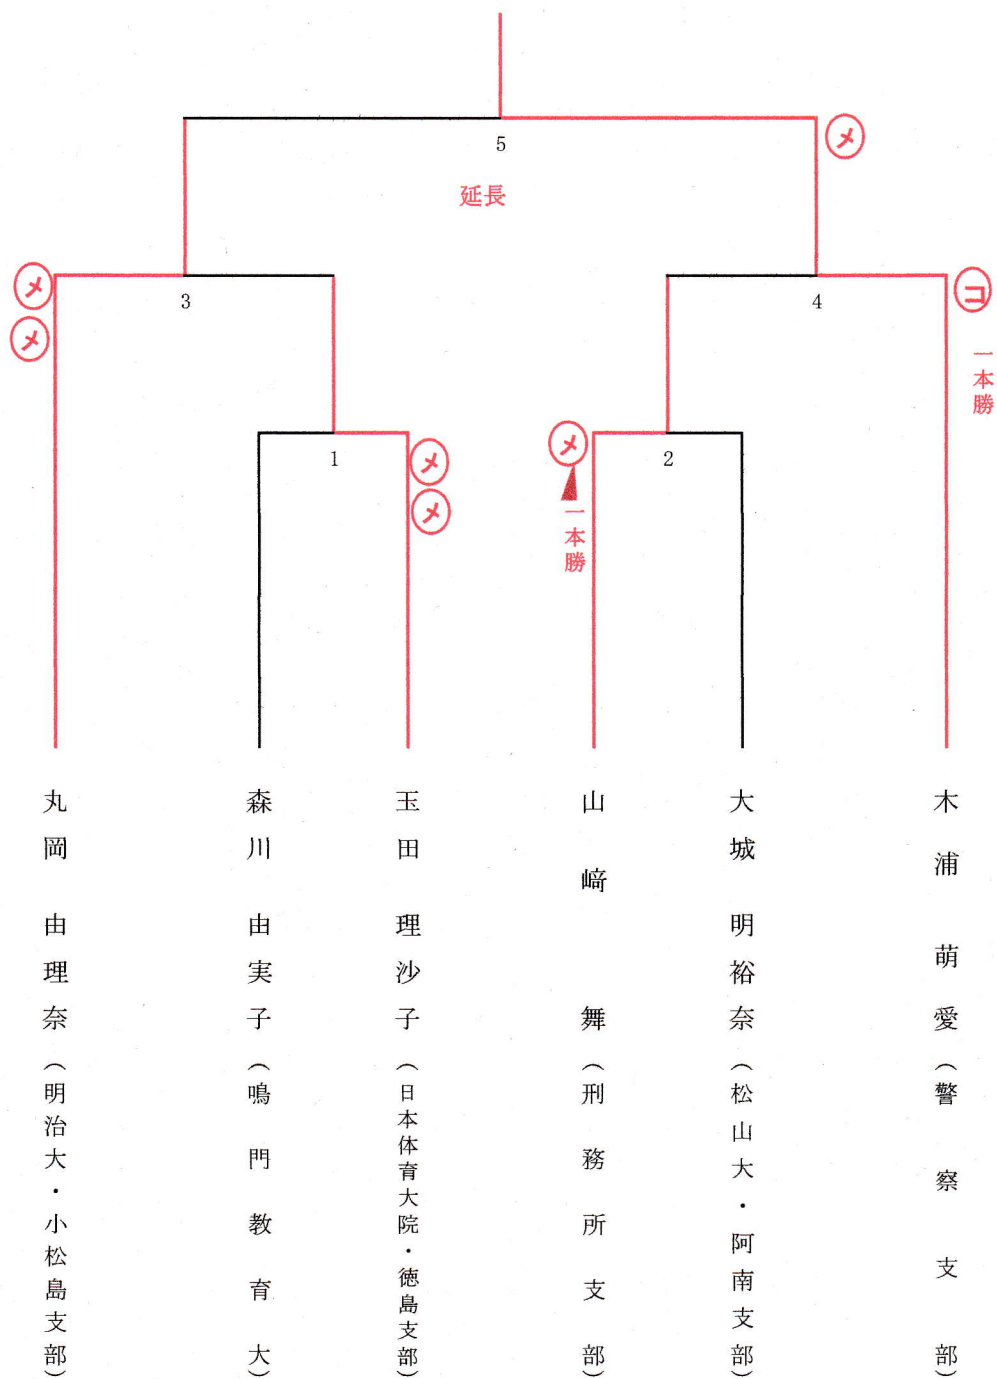 5
メ
延長
メ
メ
3
4
コ
一本勝
1
メ
メ
メ
一本勝
2
丸岡由理奈(明治大・小松島支部)
森川由実子(鳴門教育大)
玉田理沙子(日本体育大院・徳島支部)
山﨑舞(刑務所支部)
大城明裕奈(松山大・阿南支部)
木浦萌愛(警察支部)